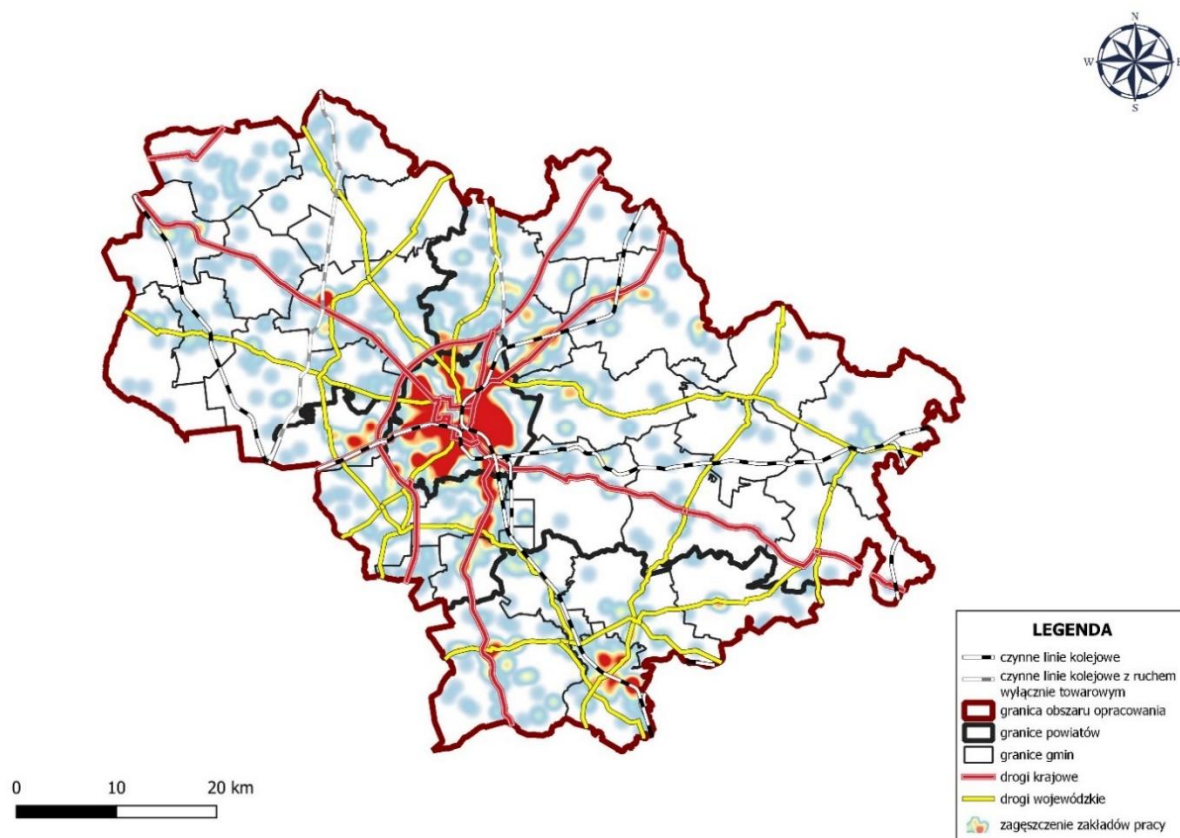 N
W
E
S
LEGENDA
czynne linie kolejowe
czynne linie kolejowe z ruchem
wyłącznie towarowym
granica obszaru opracowania
granice powiatów
granice gmin
drogi krajowe
drogi wojewódzkie
zagęszczenie zakładów pracy
0 10 20 km